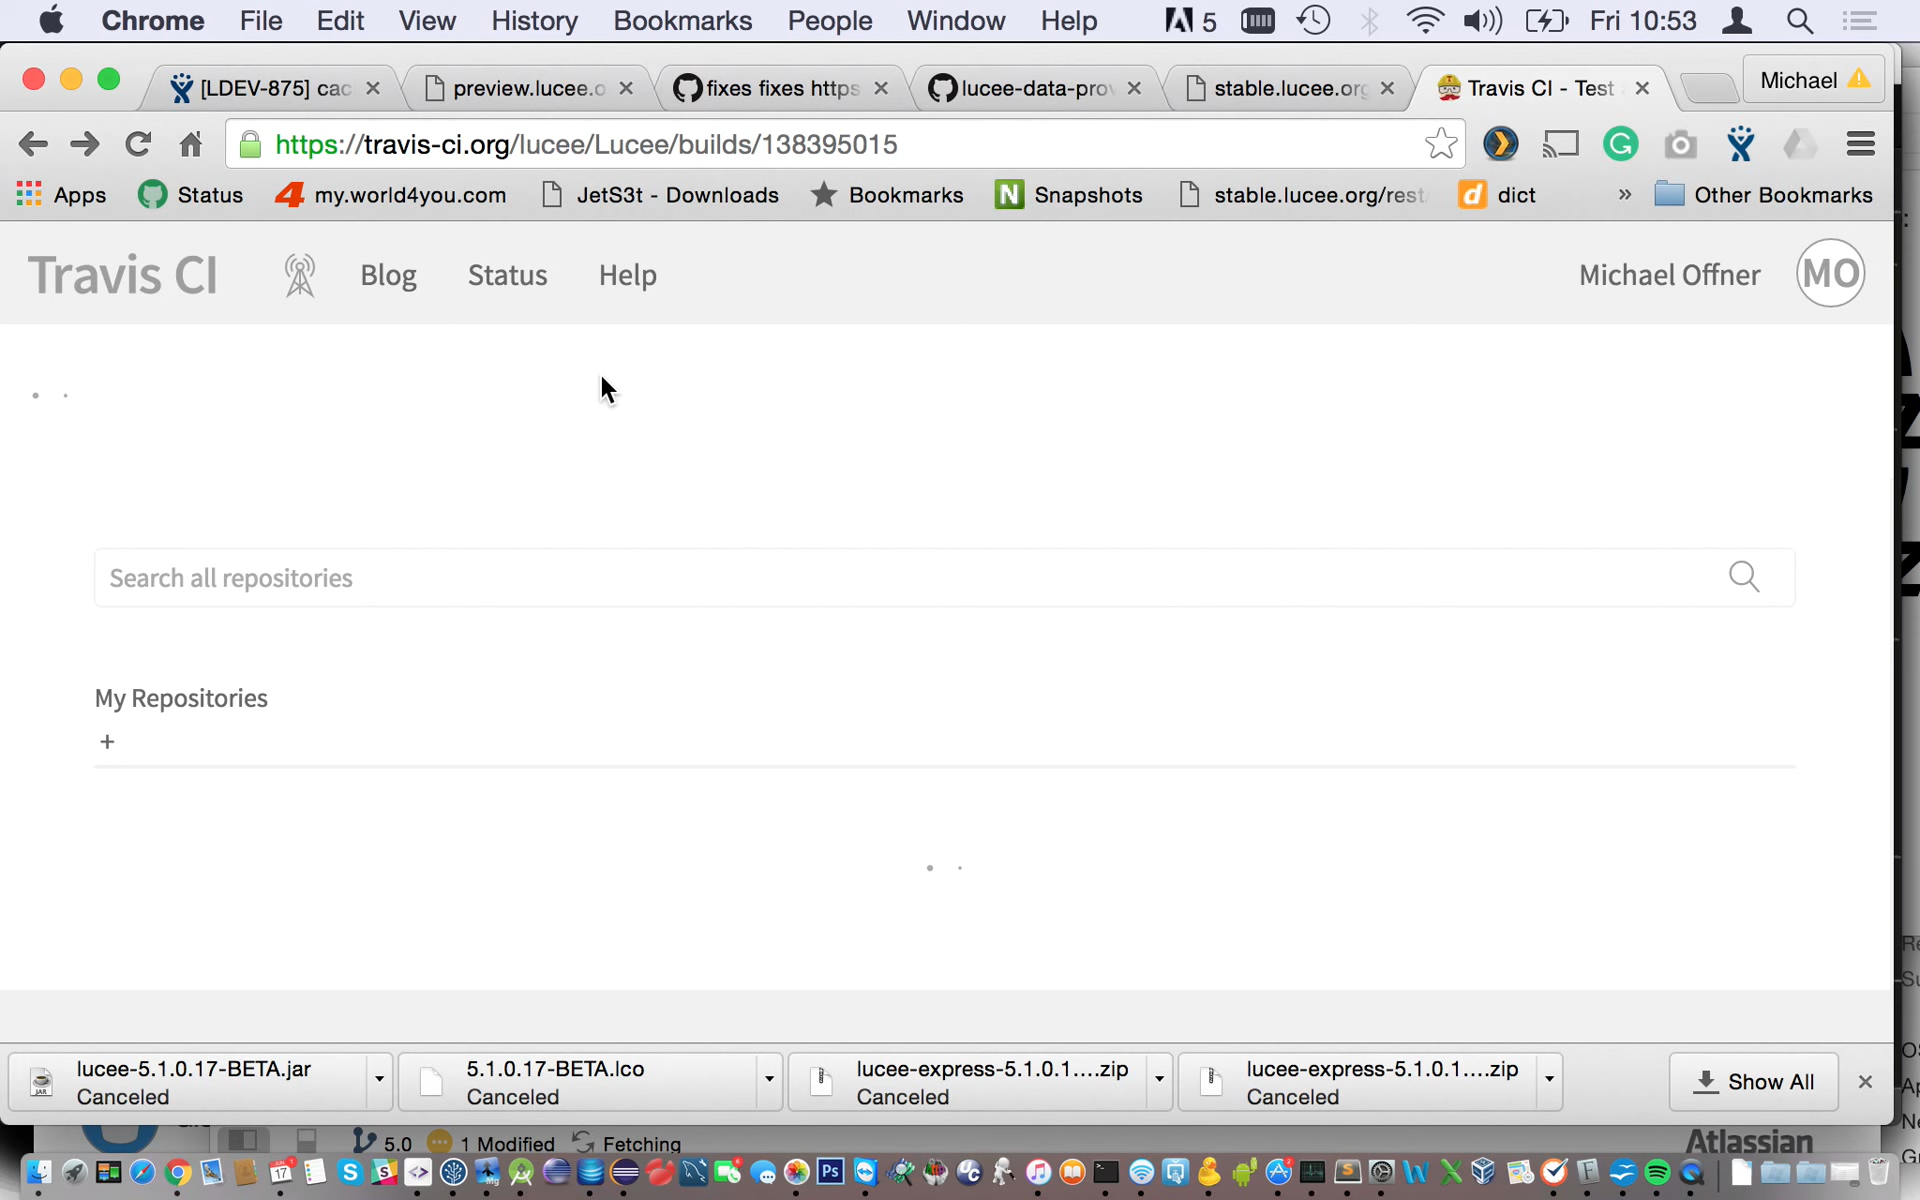 Chrome File Edit View History Bookmarks People Window Help 5 Fri 10:53
[LDEV-875] cac preview.lucee.o fixes fixes https lucee-data-prov stable.lucee.org Travis CI - Test Michael
https://travis-ci.org/lucee/Lucee/builds/138395015
Apps Status my.world4you.com JetS3t - Downloads Bookmarks Snapshots stable.lucee.org/rest dict » Other Bookmarks
Travis CI Blog Status Help Michael Offner MO
Search all repositories
My Repositories
+
lucee-5.1.0.17-BETA.jar 5.1.0.17-BETA.lco lucee-express-5.1.0.1....zip lucee-express-5.1.0.1....zip Show All
Canceled Canceled Canceled Canceled
5.0 1 Modified Fetching Atlassian